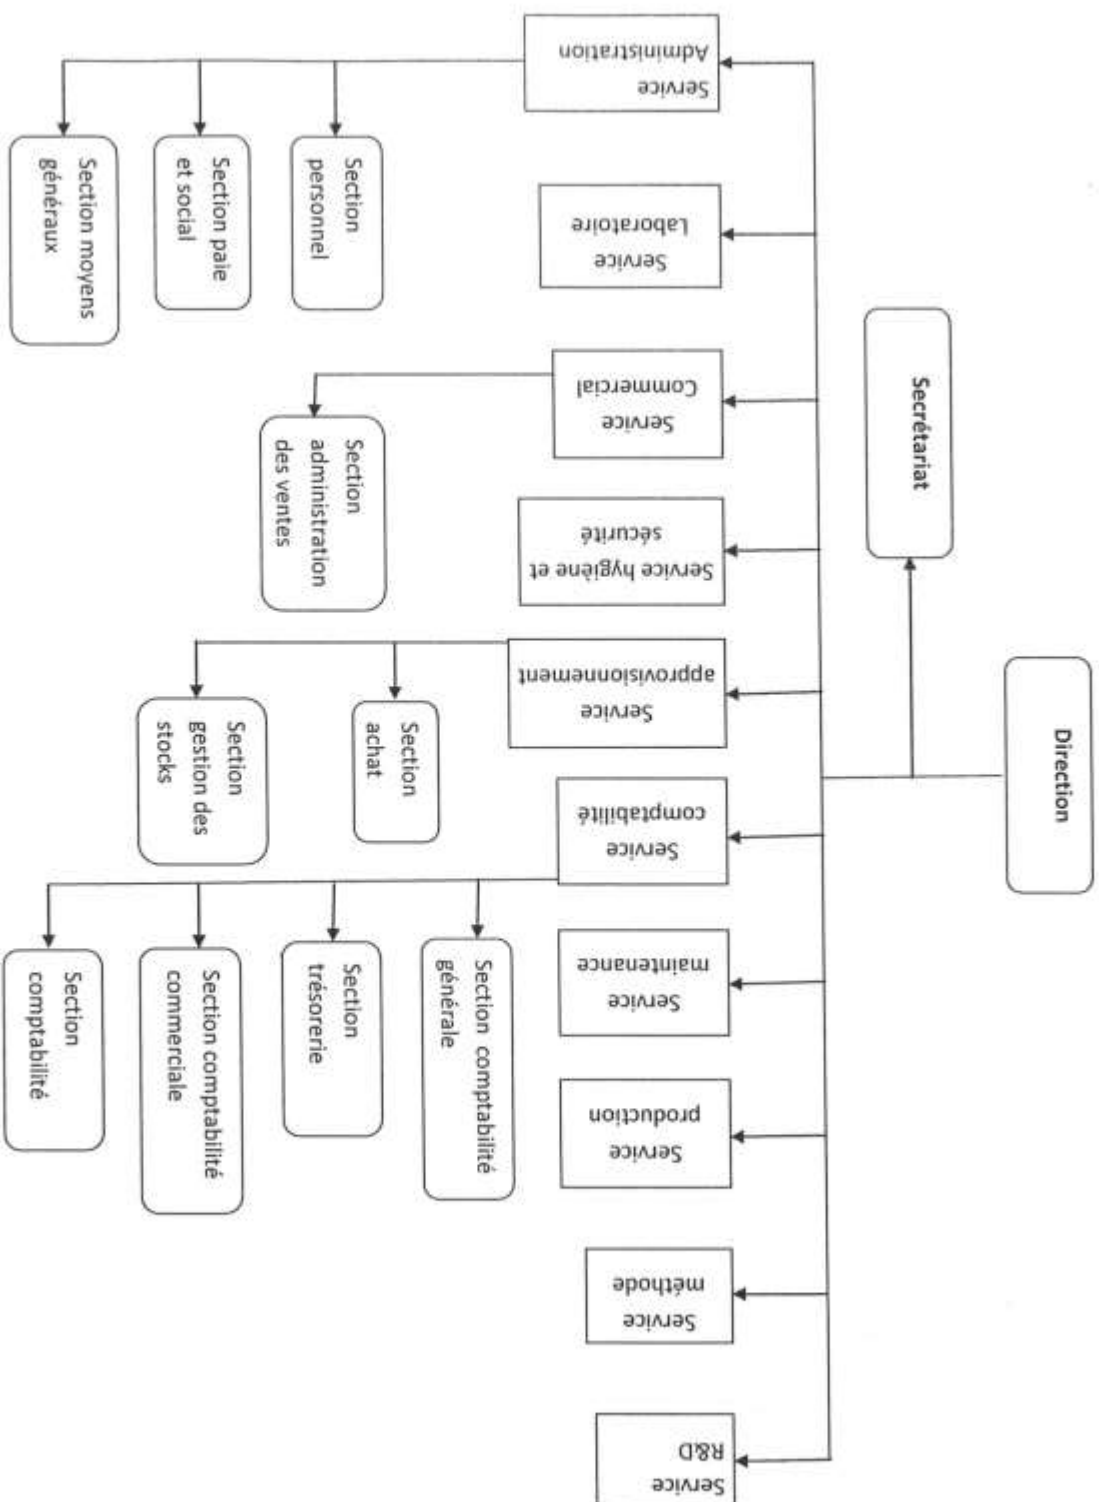 Direction
Secrétariat
Service
Administration
Service
Laboratoire
Service
Commercial
Service hygiène et
sécurité
Service
approvisionnement
Service
comptabilité
Service
maintenance
Service
production
Service
méthode
Service
R&D
Section
personnel
Section paie
et social
Section moyens
généraux
Section
administration
des ventes
Section
achat
Section
gestion des
stocks
Section comptabilité
générale
Section
trésorerie
Section comptabilité
commerciale
Section
comptabilité